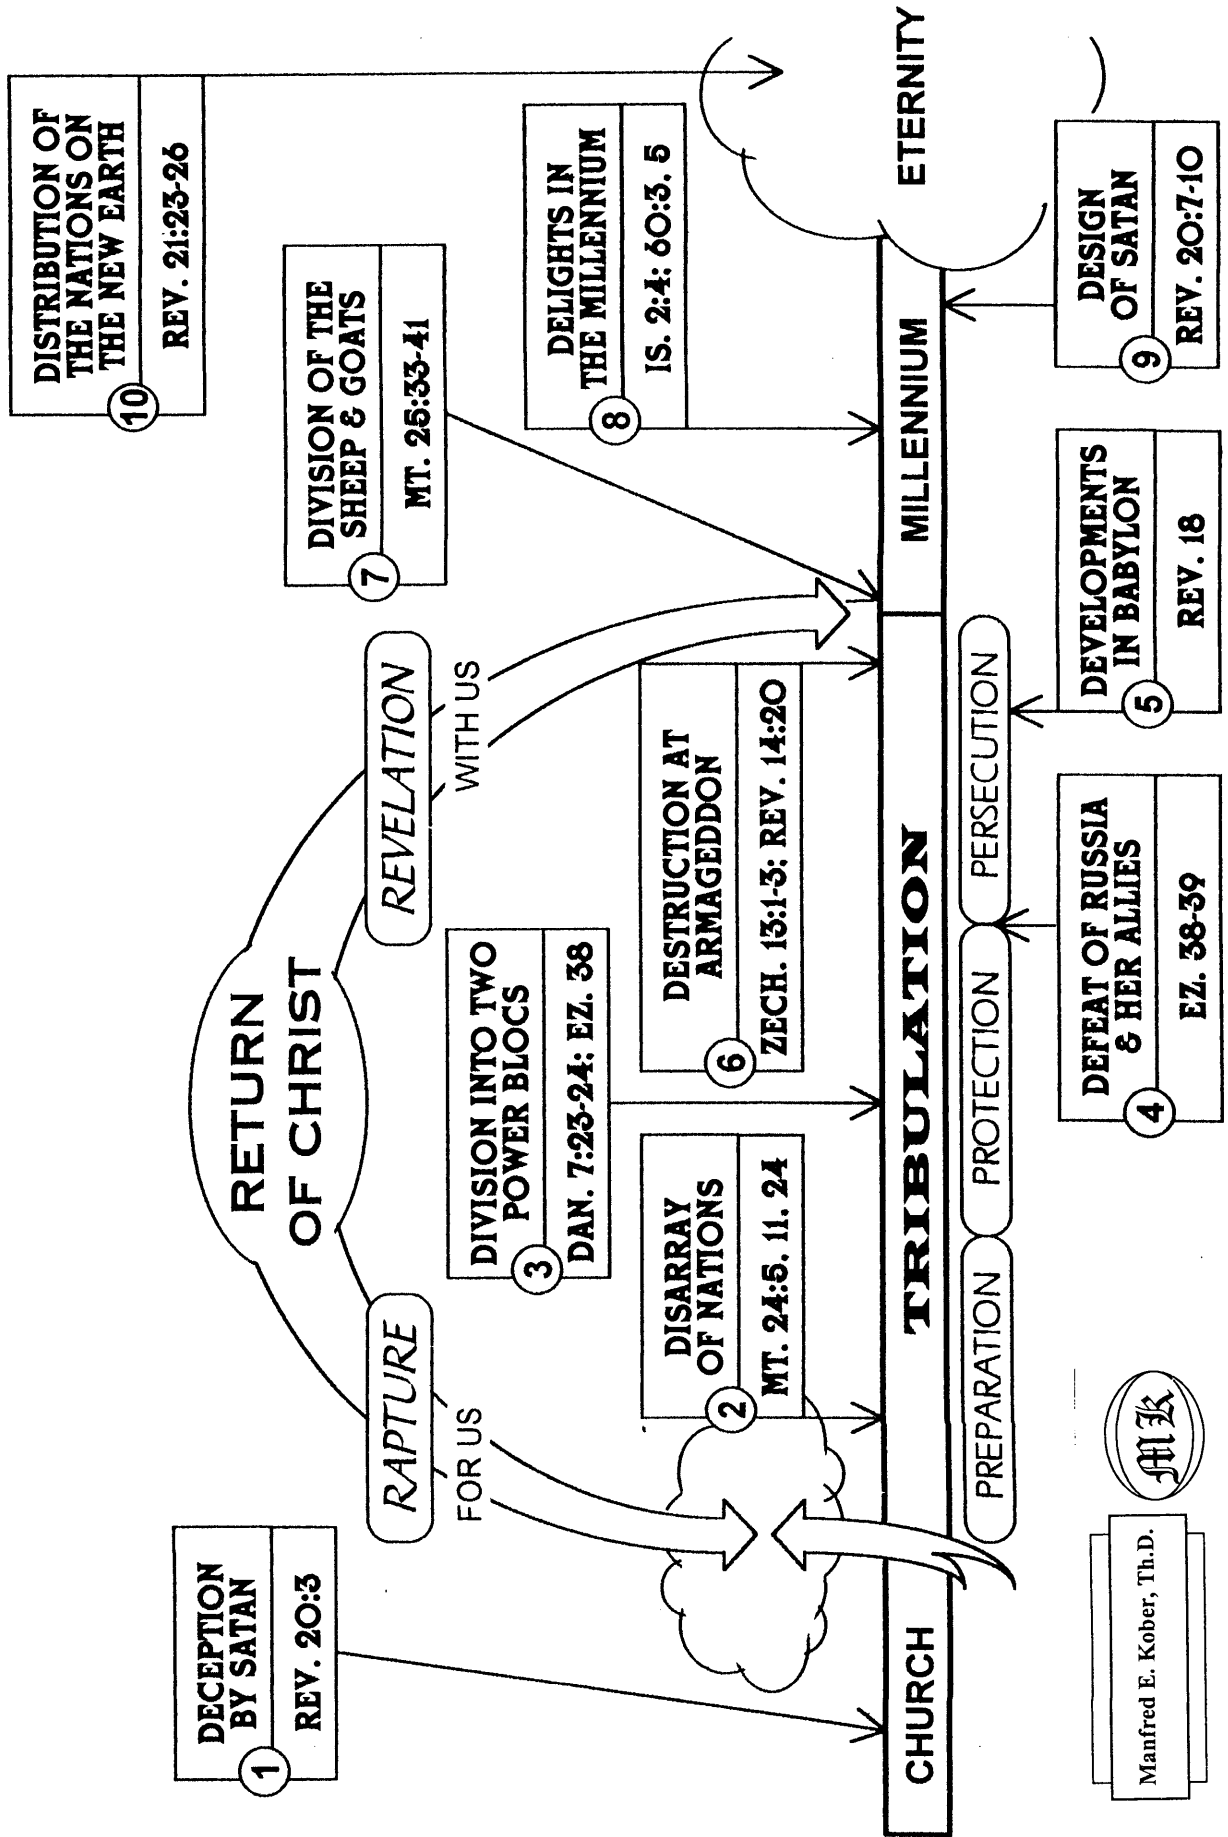 1
DECEPTION
BY SATAN
REV. 20:3
RETURN
OF CHRIST
RAPTURE
FOR US
REVELATION
WITH US
2
DISARRAY
OF NATIONS
MT. 24:5, 11, 24
3
DIVISION INTO TWO
POWER BLOCS
DAN. 7:23-24: EZ. 38
6
DESTRUCTION AT
ARMAGEDDON
ZECH. 13:1-3: REV. 14:20
7
DIVISION OF THE
SHEEP & GOATS
MT. 25:33-41
8
DELIGHTS IN
THE MILLENNIUM
IS. 2:4: 60:3, 5
10
DISTRIBUTION OF
THE NATIONS ON
THE NEW EARTH
REV. 21:23-26
CHURCH
TRIBULATION
MILLENNIUM
ETERNITY
PREPARATION
PROTECTION
PERSECUTION
4
DEFEAT OF RUSSIA
& HER ALLIES
EZ. 38-39
5
DEVELOPMENTS
IN BABYLON
REV. 18
9
DESIGN
OF SATAN
REV. 20:7-10
Manfred E. Kober, Th.D.
MK